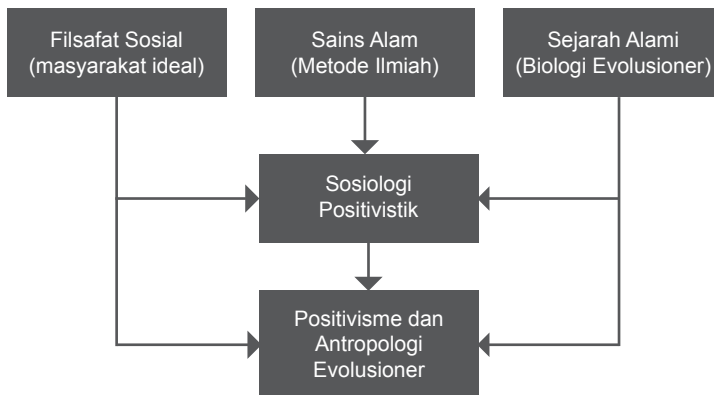 Filsafat Sosial
(masyarakat ideal)
Sains Alam
(Metode Ilmiah)
Sejarah Alami
(Biologi Evolusioner)
Sosiologi
Positivistik
Positivisme dan
Antropologi
Evolusioner